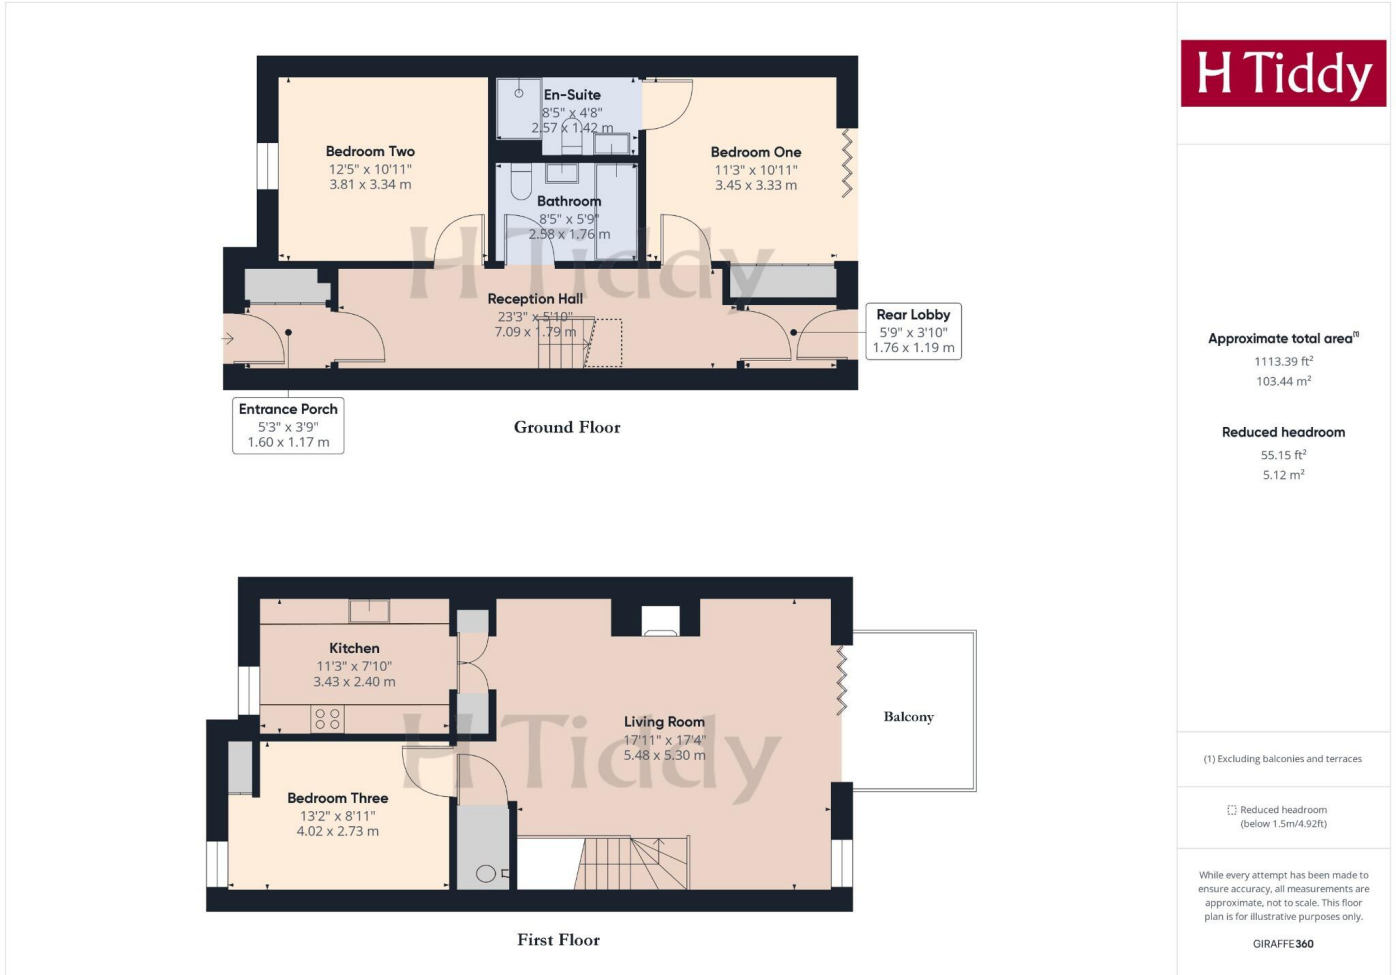 H Tiddy
En-Suite
8'5" x 4'8"
2.57 x 1.42 m
Bedroom Two
12'5" x 10'11"
3.81 x 3.34 m
Bedroom One
11'3" x 10'11"
3.45 x 3.33 m
Bathroom
8'5" x 5'9"
2.58 x 1.76 m
H Tiddy
Reception Hall
23'3" x 5'10"
7.09 x 1.79 m
Rear Lobby
5'9" x 3'10"
1.76 x 1.19 m
Entrance Porch
5'3" x 3'9"
1.60 x 1.17 m
Ground Floor
Kitchen
11'3" x 7'10"
3.43 x 2.40 m
Living Room
17'11" x 17'4"
5.48 x 5.30 m
Balcony
H Tiddy
Bedroom Three
13'2" x 8'11"
4.02 x 2.73 m
First Floor
Approximate total area(1)
1113.39 ft²
103.44 m²
Reduced headroom
55.15 ft²
5.12 m²
(1) Excluding balconies and terraces
Reduced headroom
(below 1.5m/4.92ft)
While every attempt has been made to
ensure accuracy, all measurements are
approximate, not to scale. This floor
plan is for illustrative purposes only.
GIRAFFE360